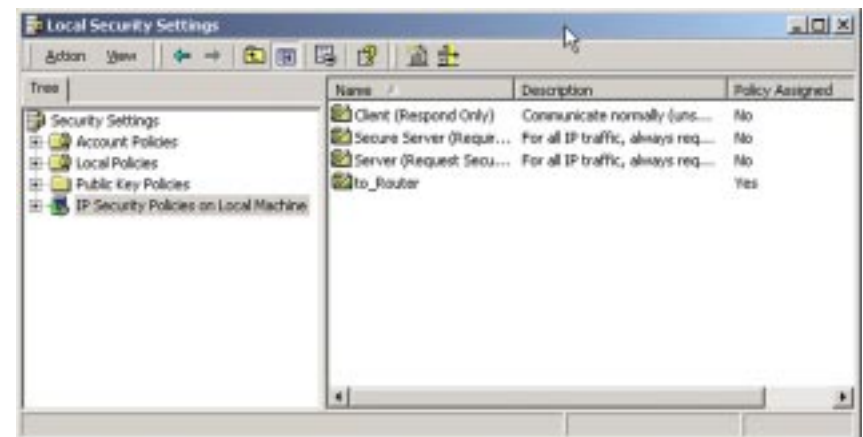 Local Security Settings
Action View
Tree
Security Settings
Account Policies
Local Policies
Public Key Policies
IP Security Policies on Local Machine
Name Description Policy Assigned
Client (Respond Only) Communicate normally (uns... No
Secure Server (Requir... For all IP traffic, always req... No
Server (Request Secu... For all IP traffic, always req... No
to_Router Yes